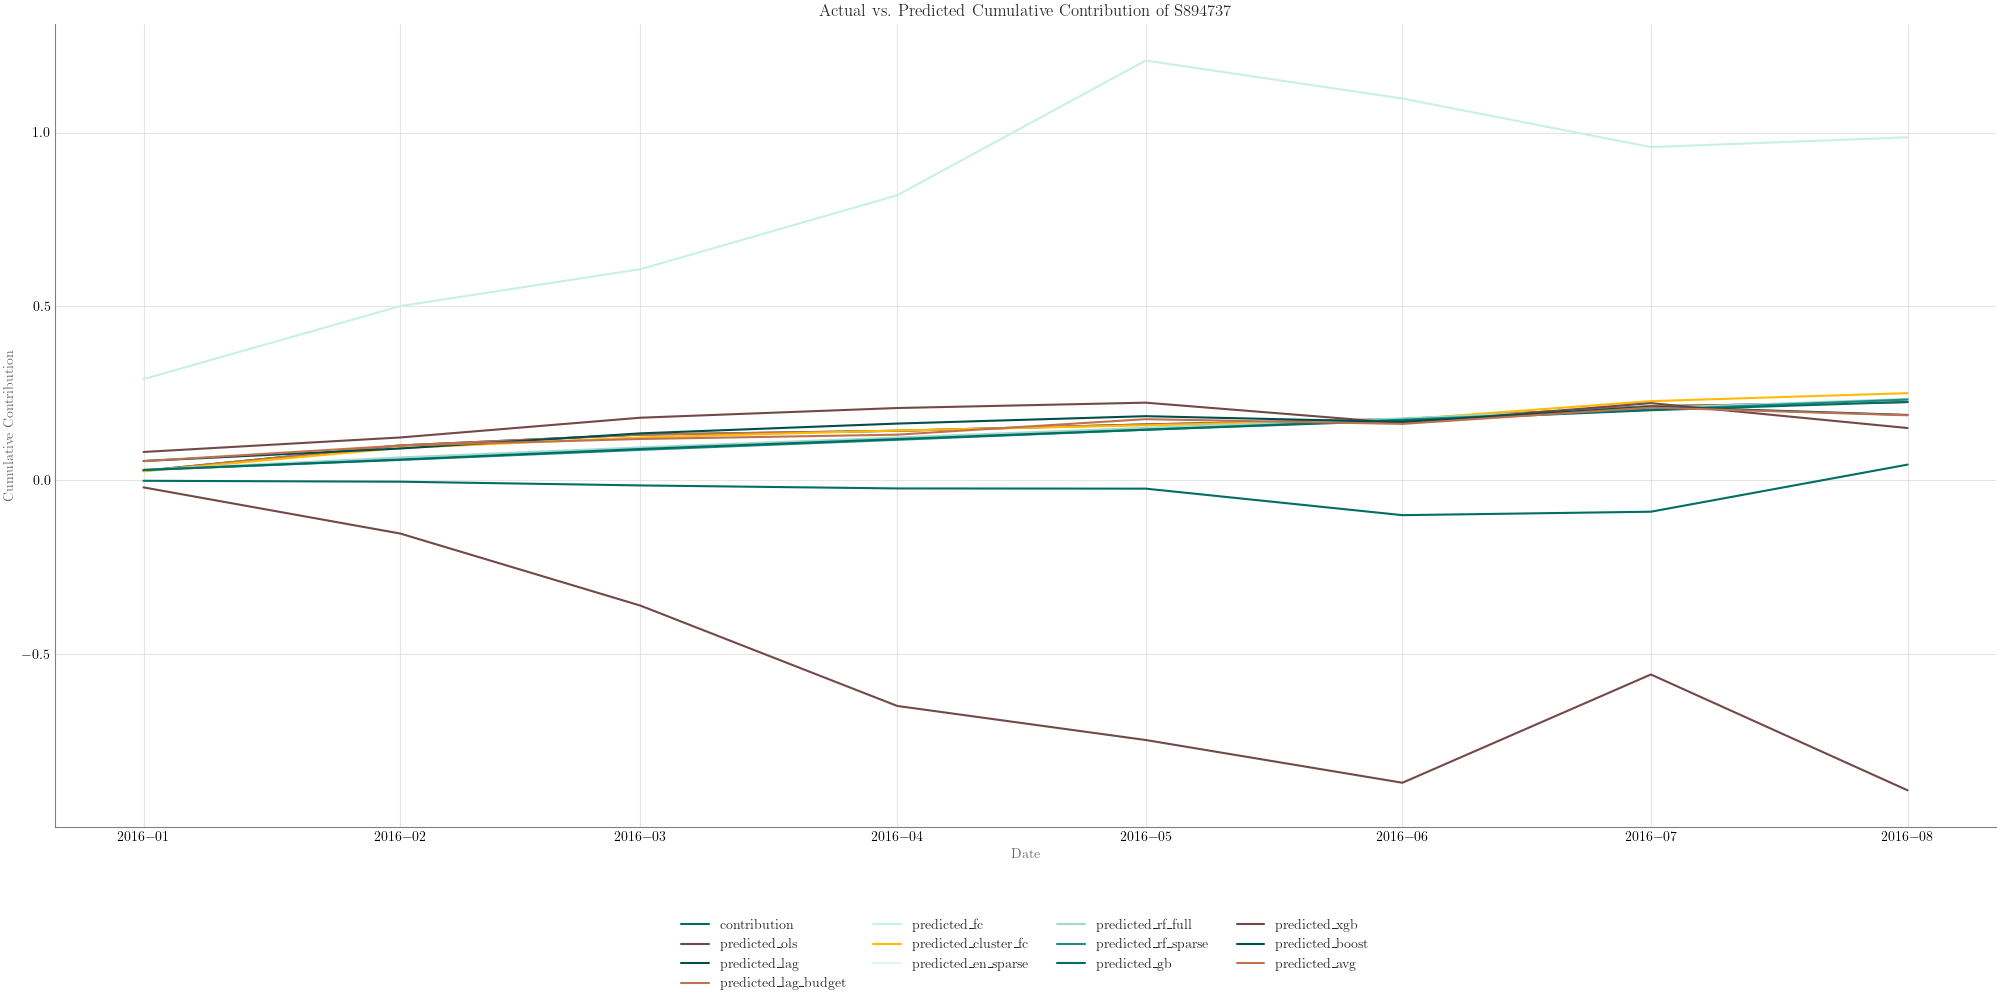 Actual vs. Predicted Cumulative Contribution of S894737
Cumulative Contribution
1.0
0.5
0.0
−0.5
2016−01 2016−02 2016−03 2016−04 2016−05 2016−06 2016−07 2016−08
Date
contribution predicted_fc predicted_rf_full predicted_xgb
predicted_ols predicted_cluster_fc predicted_rf_sparse predicted_boost
predicted_lag predicted_en_sparse predicted_gb predicted_avg
predicted_lag_budget